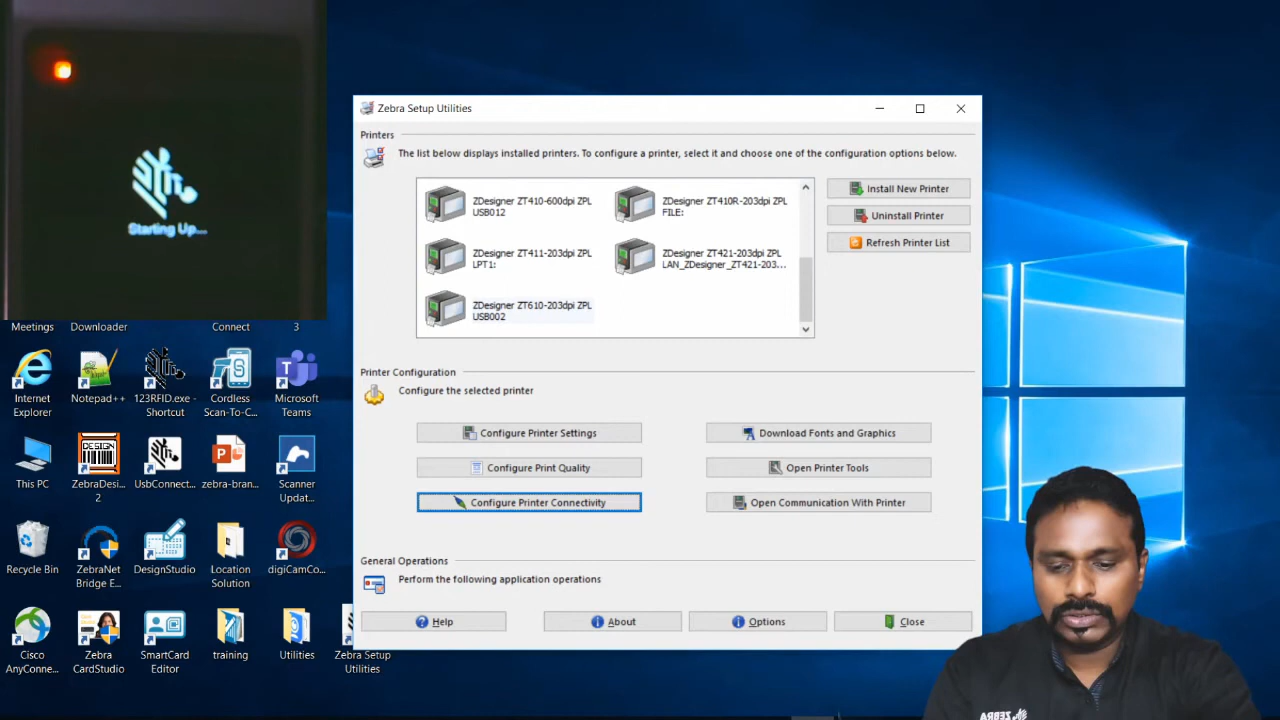 Starting Up...
Zebra Setup Utilities
Printers
The list below displays installed printers. To configure a printer, select it and choose one of the configuration options below.
ZDesigner ZT410-600dpi ZPL
USB012
ZDesigner ZT410R-203dpi ZPL
FILE:
ZDesigner ZT411-203dpi ZPL
LPT1:
ZDesigner ZT421-203dpi ZPL
LAN_ZDesigner_ZT421-203...
ZDesigner ZT610-203dpi ZPL
USB002
Install New Printer
Uninstall Printer
Refresh Printer List
Printer Configuration
Configure the selected printer
Configure Printer Settings
Download Fonts and Graphics
Configure Print Quality
Open Printer Tools
Configure Printer Connectivity
Open Communication With Printer
General Operations
Perform the following application operations
Help
About
Options
Close
Meetings
Downloader
Connect
3
Internet
Explorer
Notepad++
123RFID.exe -
Shortcut
Cordless
Scan-To-C...
Microsoft
Teams
This PC
DESIGN
ZebraDesi...
2
UsbConnect...
zebra-bran...
Scanner
Updat...
Recycle Bin
ZebraNet
Bridge E...
DesignStudio
Location
Solution
digiCamCo...
Cisco
AnyConne...
Zebra
CardStudio
SmartCard
Editor
training
Utilities
Zebra Setup
Utilities
ZEBRA